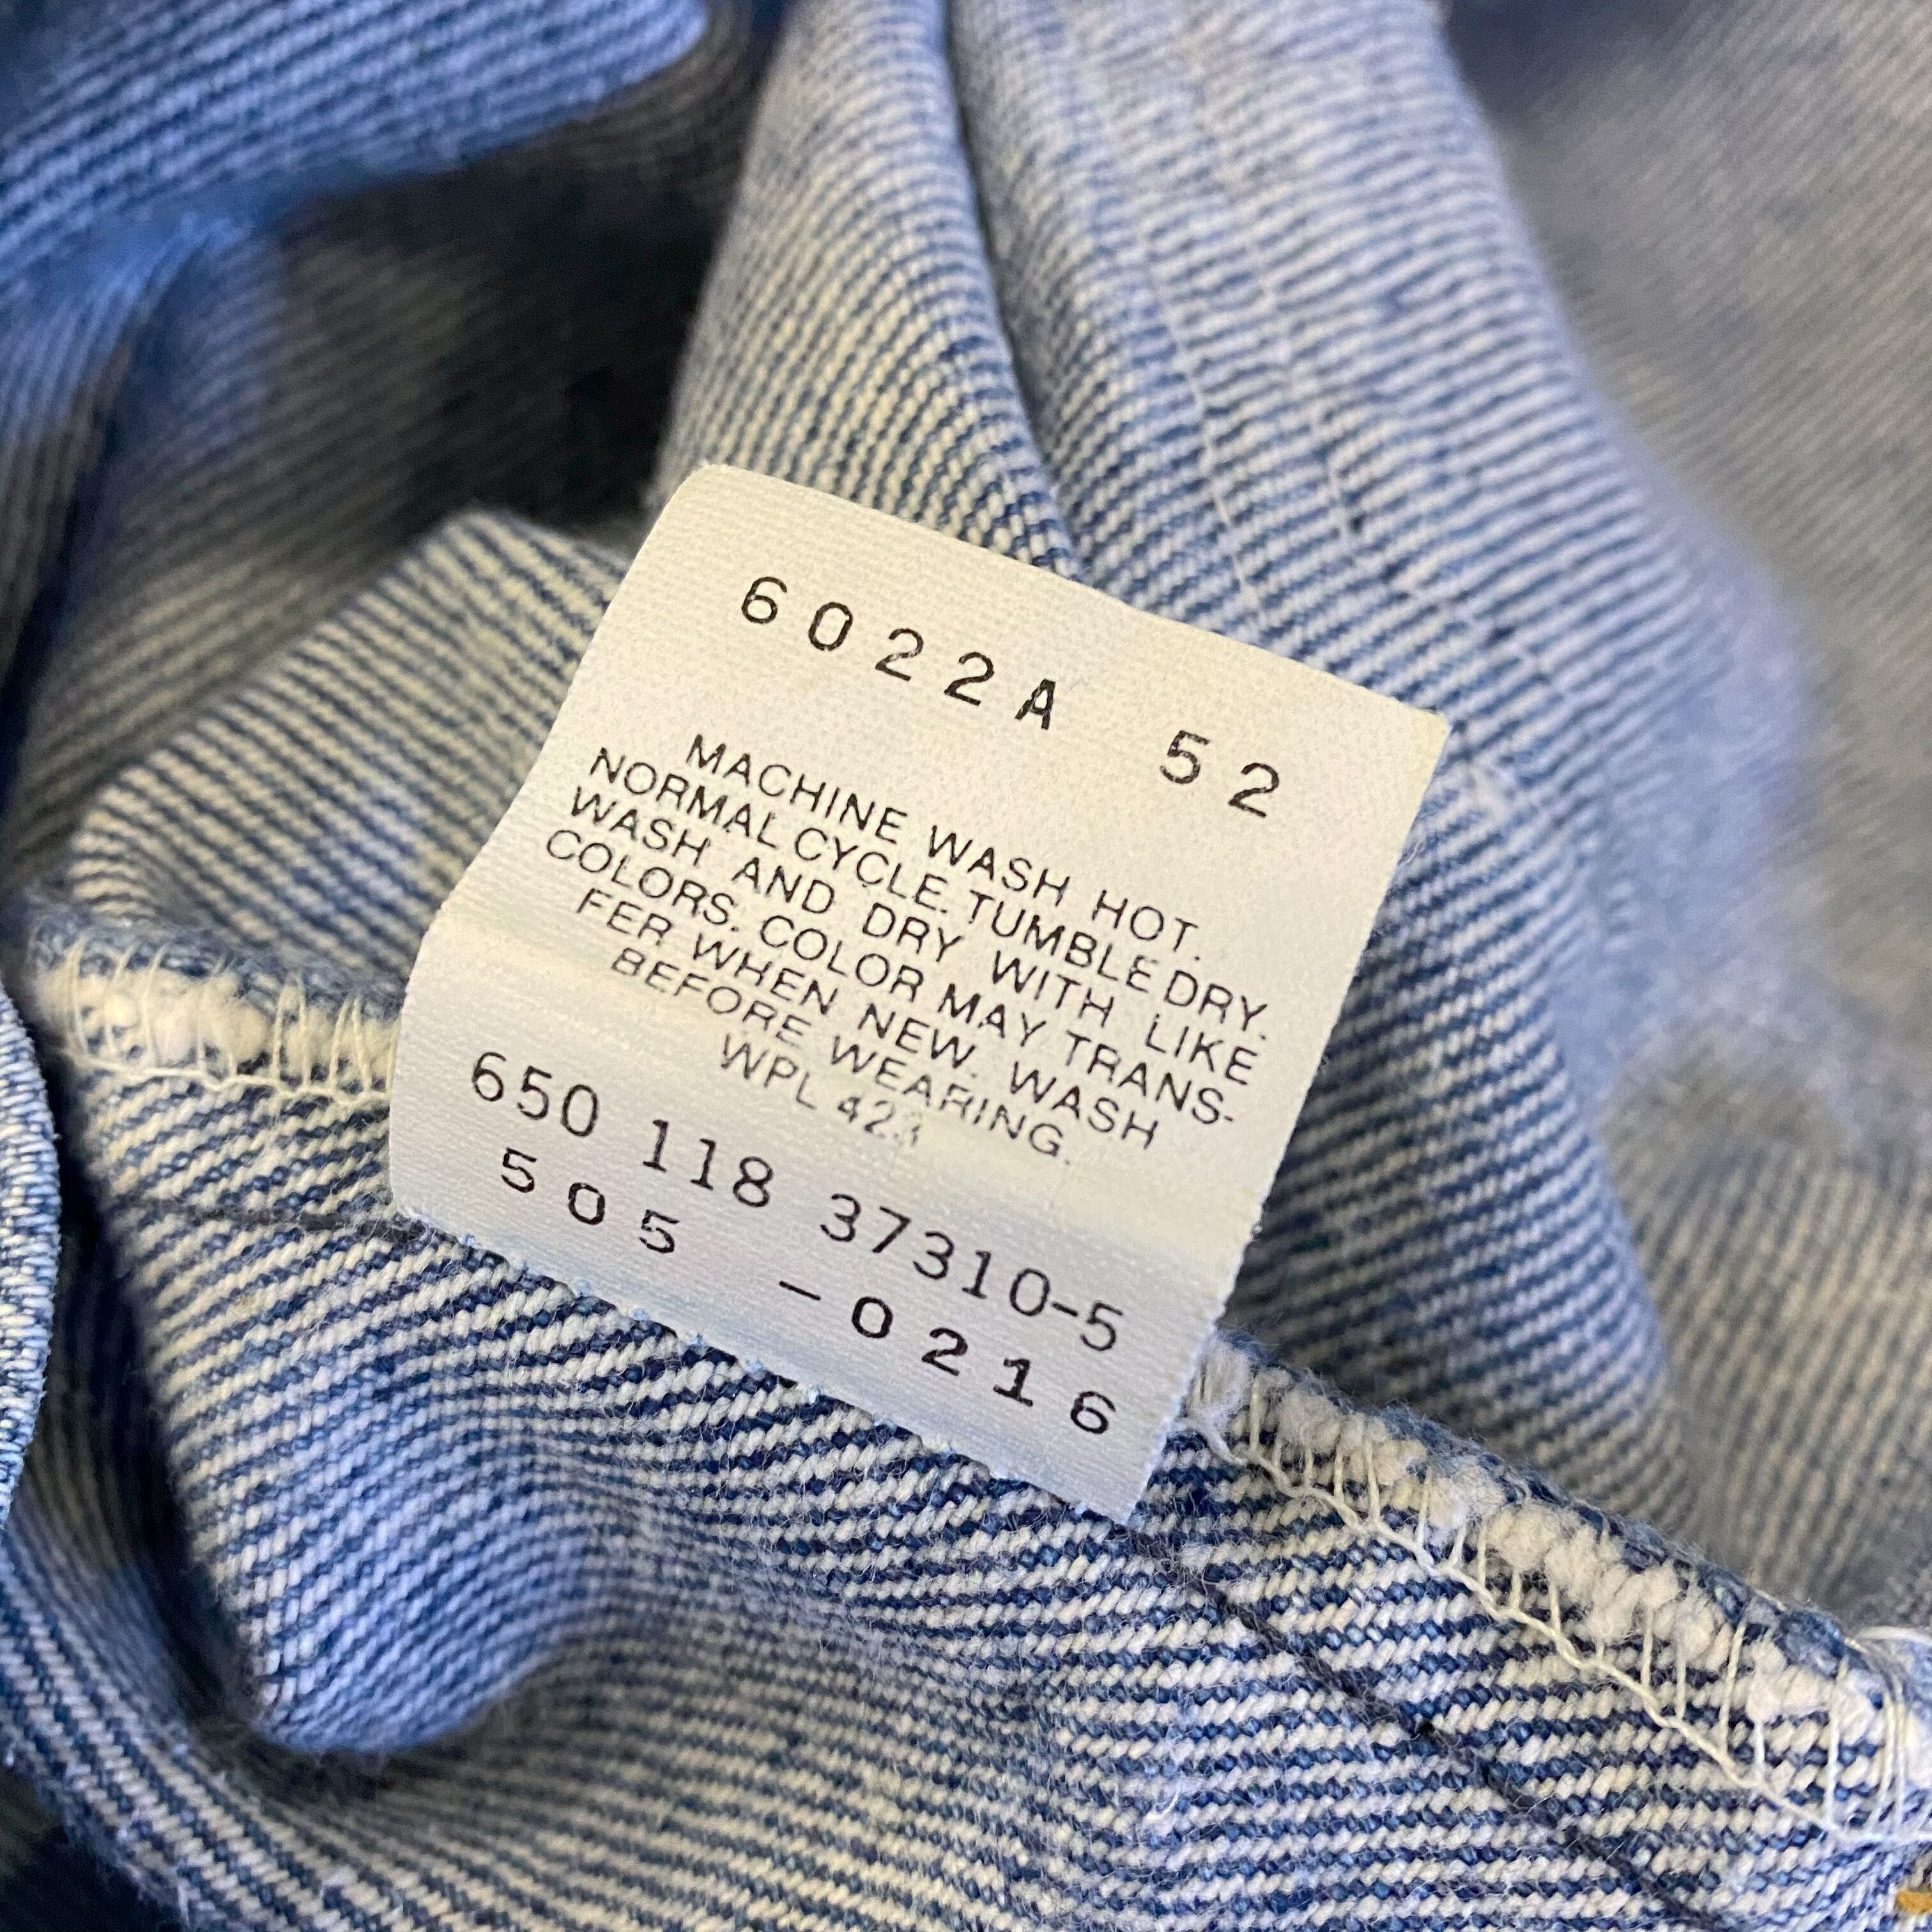 6022A 52
MACHINE WASH HOT.
NORMAL CYCLE. TUMBLE DRY.
WASH AND DRY WITH LIKE
COLORS. COLOR MAY TRANS-
FER WHEN NEW. WASH
BEFORE WEARING.
WPL 423
650 118 37310-5
505 -0216